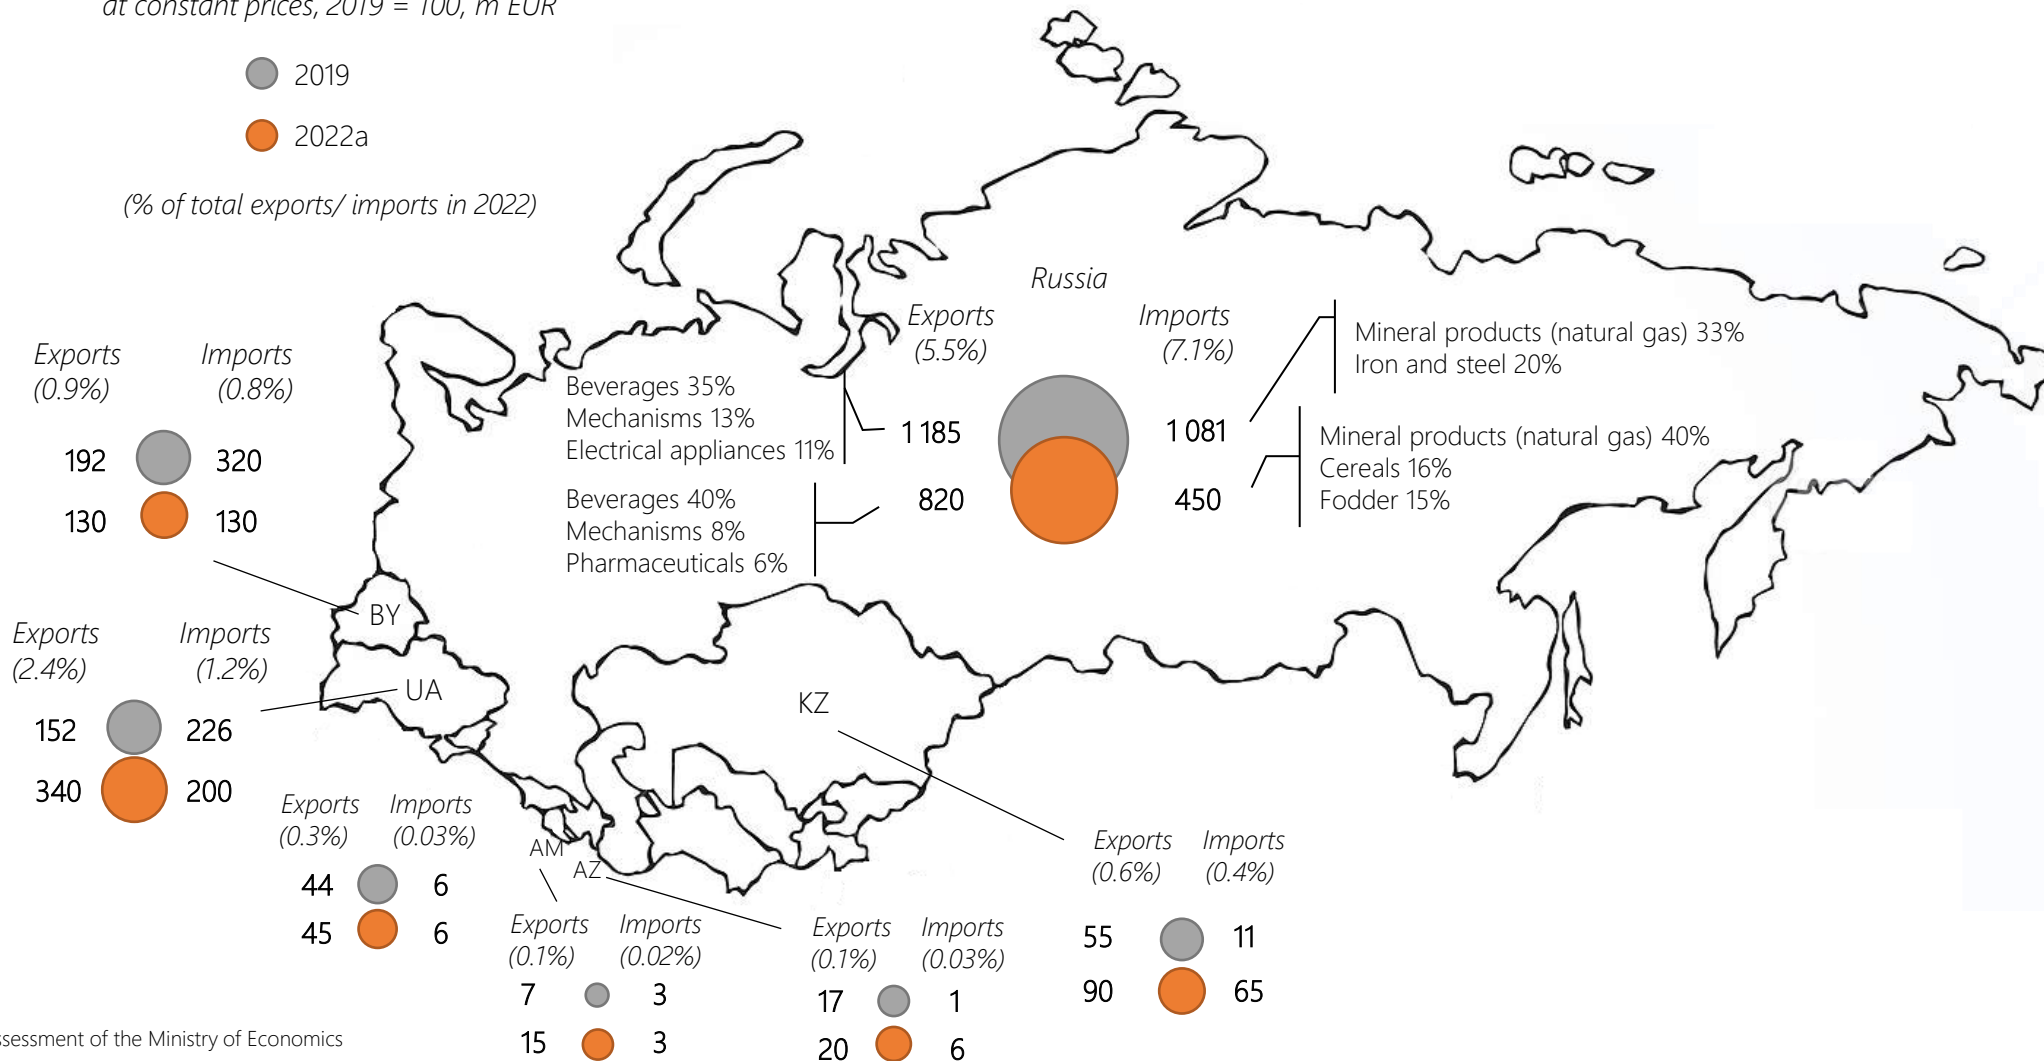 at constant prices, 2019 = 100, m EUR
2019
2022a
(% of total exports/ imports in 2022)
Russia
Exports
(5.5%)
Imports
(7.1%)
1 185
1 081
820
450
Beverages 35%
Mechanisms 13%
Electrical appliances 11%
Beverages 40%
Mechanisms 8%
Pharmaceuticals 6%
Mineral products (natural gas) 33%
Iron and steel 20%
Mineral products (natural gas) 40%
Cereals 16%
Fodder 15%
Exports
(0.9%)
Imports
(0.8%)
192
320
130
130
BY
Exports
(2.4%)
Imports
(1.2%)
152
226
340
200
UA
KZ
Exports
(0.3%)
Imports
(0.03%)
44
6
45
6
AM
AZ
Exports
(0.1%)
Imports
(0.02%)
7
3
15
3
Exports
(0.1%)
Imports
(0.03%)
17
1
20
6
Exports
(0.6%)
Imports
(0.4%)
55
11
90
65
ssessment of the Ministry of Economics